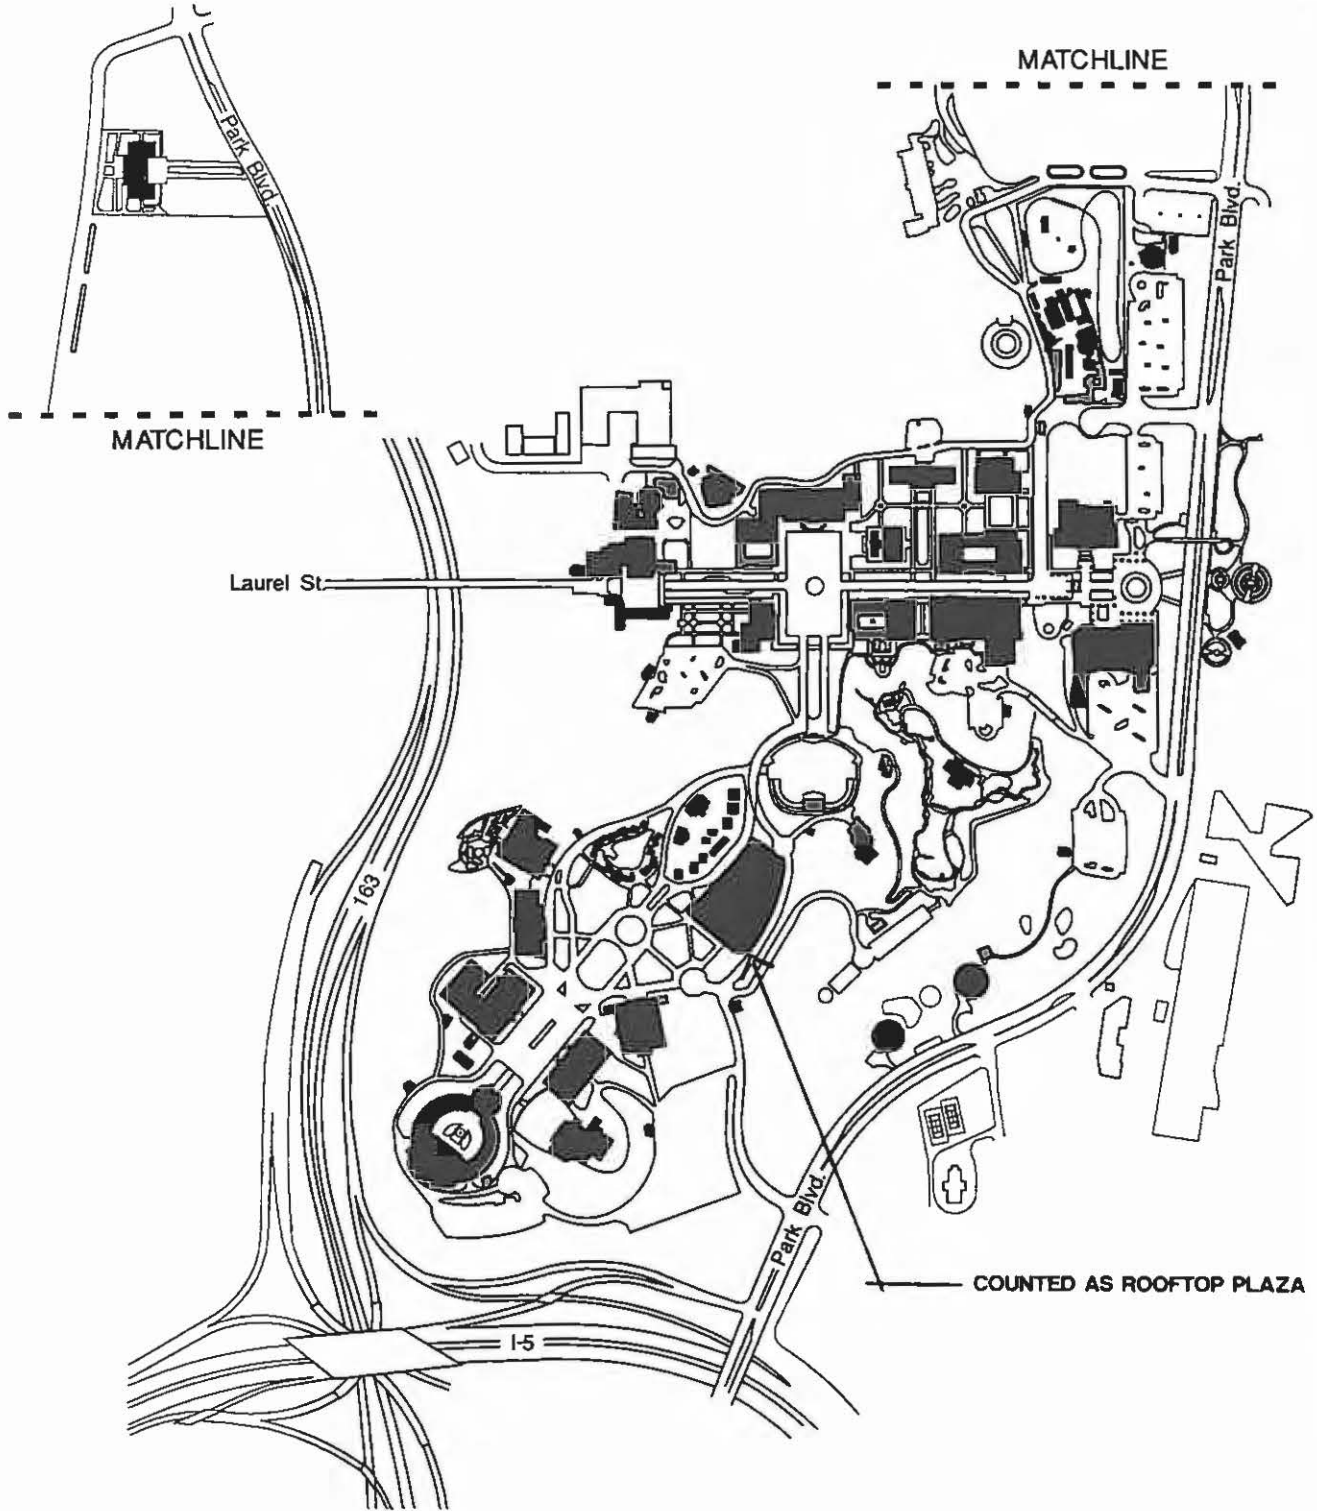 MATCHLINE
Park Blvd.
Park Blvd.
MATCHLINE
Laurel St.
163
Park Blvd.
COUNTED AS ROOFTOP PLAZA
I-5